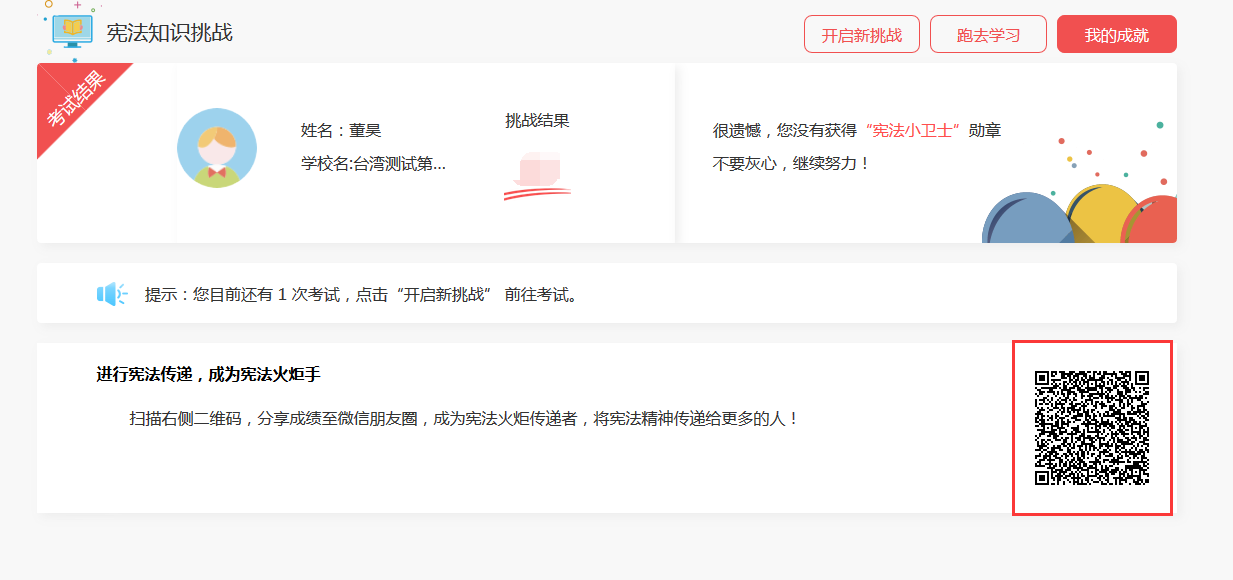 宪法知识挑战
开启新挑战
跑去学习
我的成就
考试结果
姓名：董昊
学校名:台湾测试第...
挑战结果
很遗憾，您没有获得“宪法小卫士”勋章
不要灰心，继续努力！
提示：您目前还有 1 次考试，点击“开启新挑战” 前往考试。
进行宪法传递，成为宪法火炬手
扫描右侧二维码，分享成绩至微信朋友圈，成为宪法火炬传递者，将宪法精神传递给更多的人！